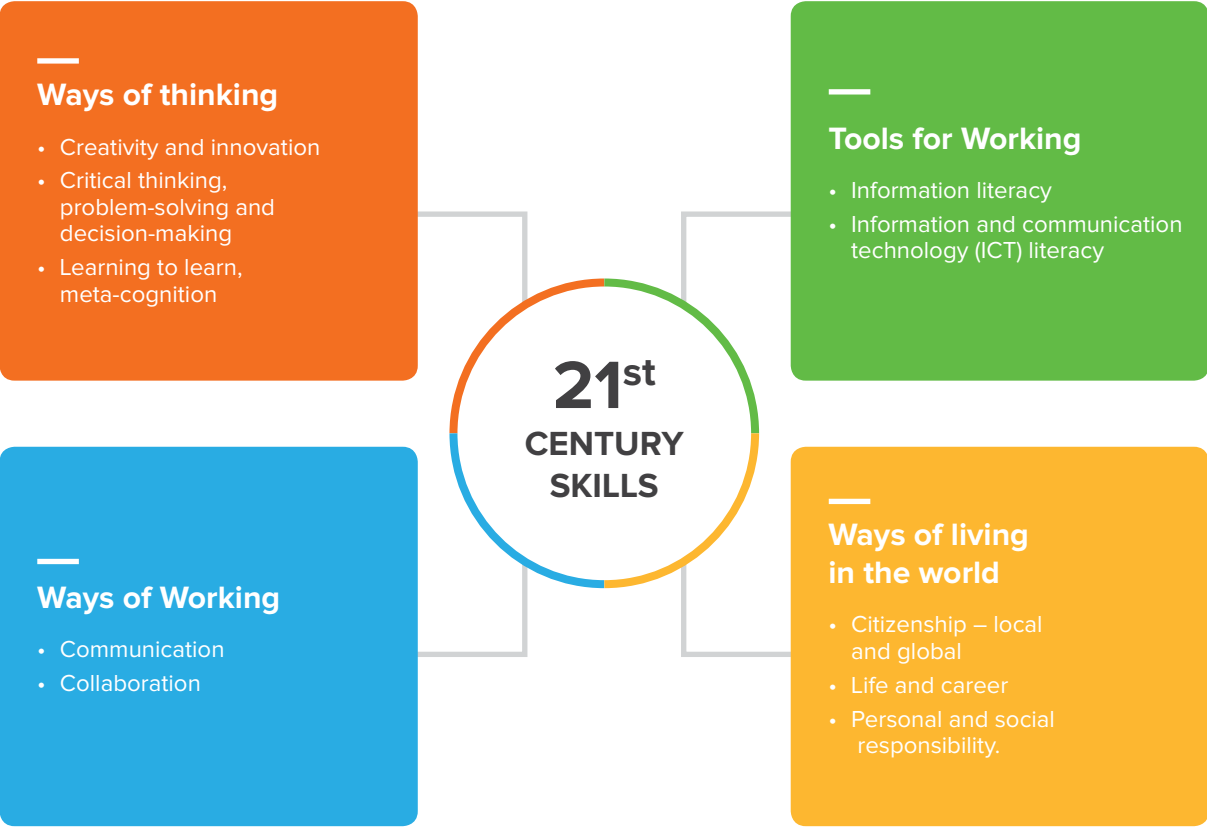 Ways of thinking
• Creativity and innovation
• Critical thinking,
problem-solving and
decision-making
• Learning to learn,
meta-cognition
Tools for Working
• Information literacy
• Information and communication
technology (ICT) literacy
21st
CENTURY
SKILLS
Ways of Working
• Communication
• Collaboration
Ways of living
in the world
• Citizenship – local
and global
• Life and career
• Personal and social
responsibility.